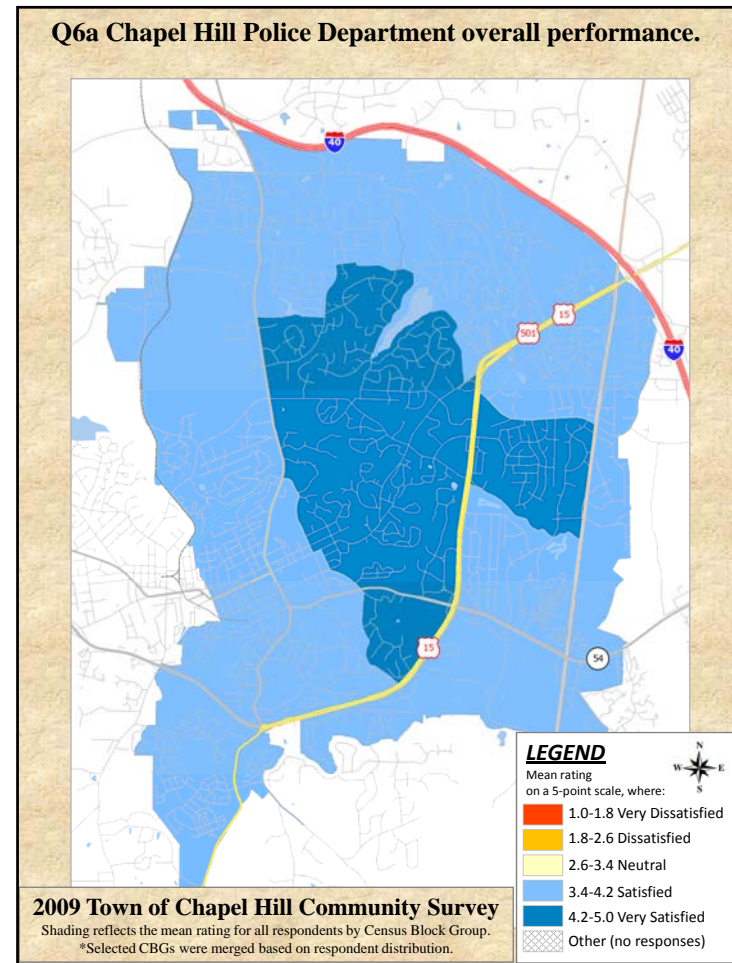 Q6a Chapel Hill Police Department overall performance.
40
15
501
40
15
54
LEGEND
N
W E
S
Mean rating
on a 5-point scale, where:
1.0-1.8 Very Dissatisfied
1.8-2.6 Dissatisfied
2.6-3.4 Neutral
3.4-4.2 Satisfied
4.2-5.0 Very Satisfied
Other (no responses)
2009 Town of Chapel Hill Community Survey
Shading reflects the mean rating for all respondents by Census Block Group.
*Selected CBGs were merged based on respondent distribution.